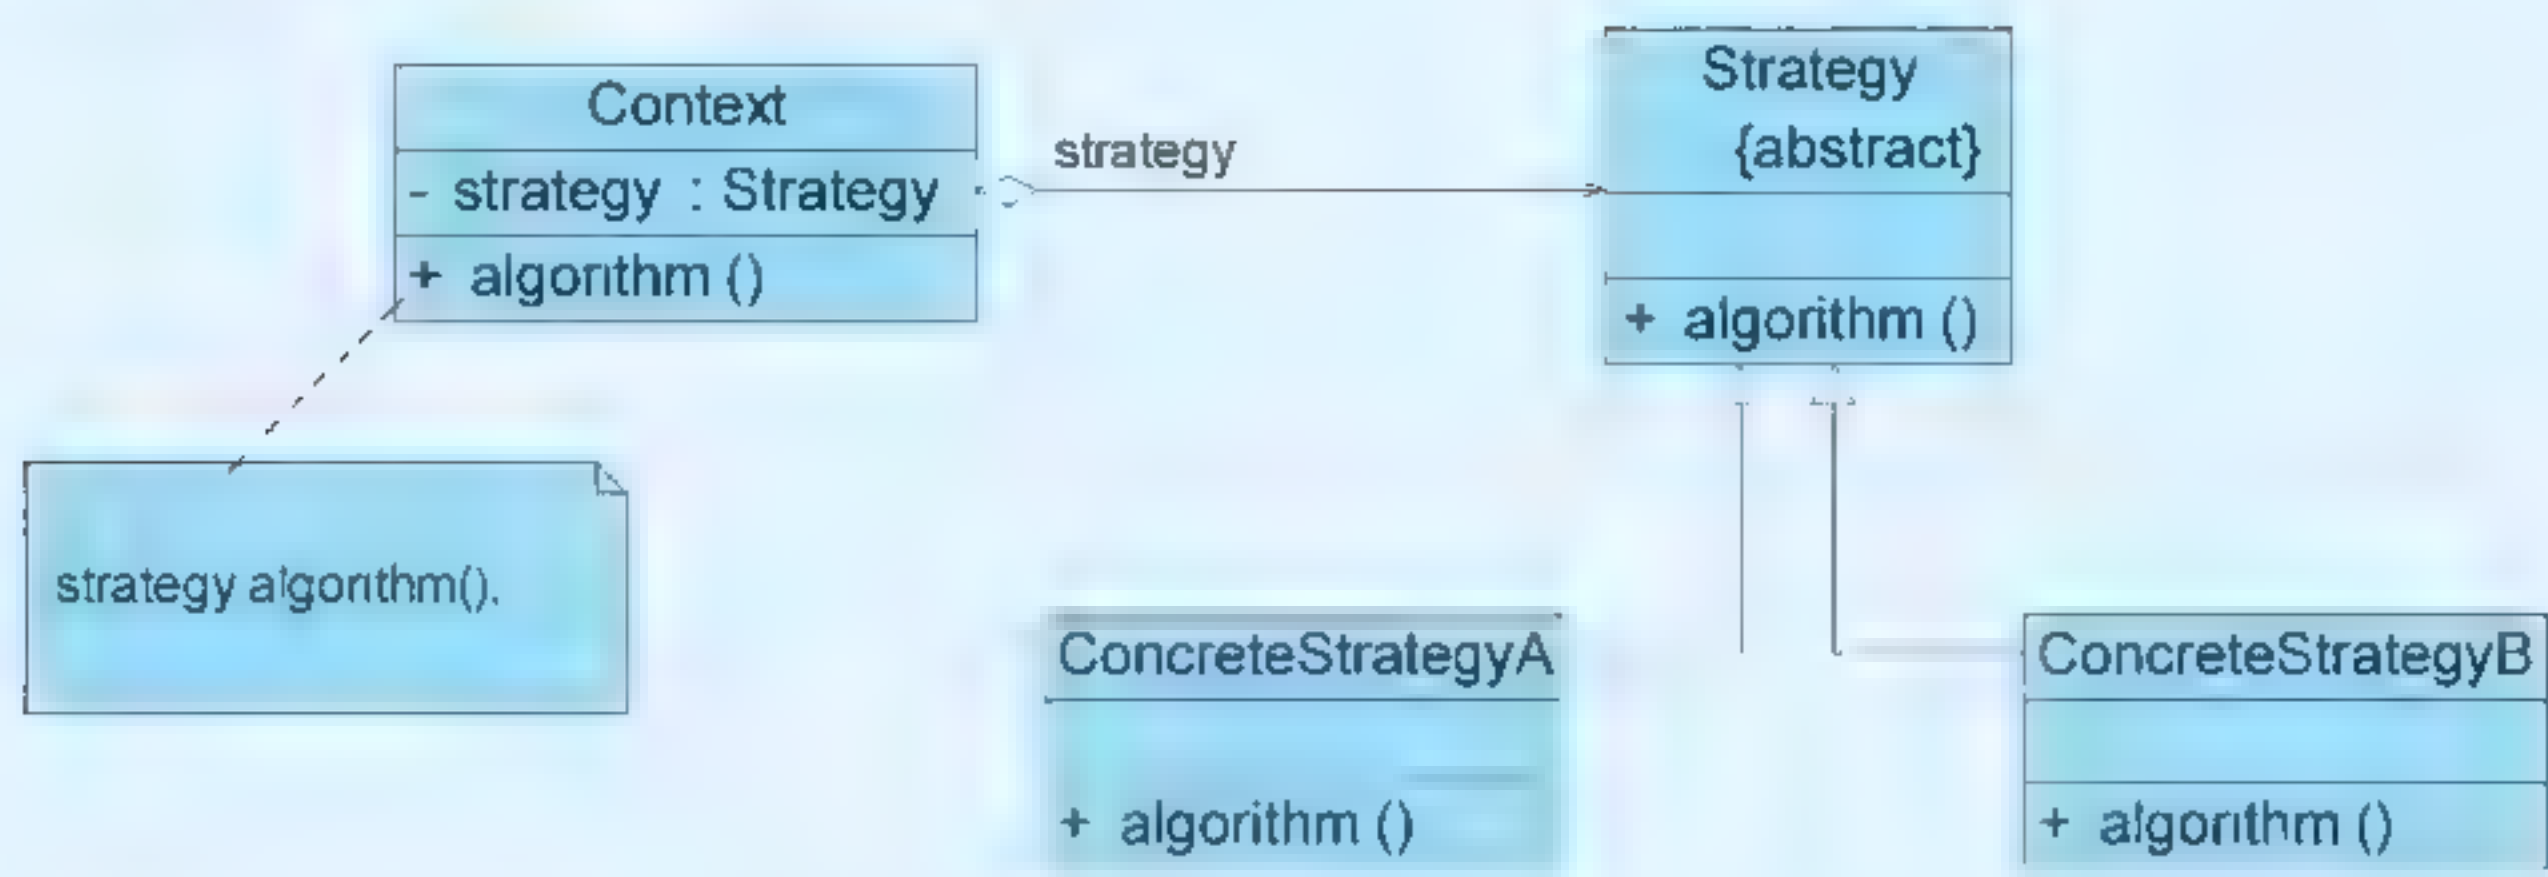 Context
- strategy : Strategy
+ algorithm ()
strategy
Strategy
{abstract}
+ algorithm ()
strategy algorithm(),
ConcreteStrategyA
+ algorithm ()
ConcreteStrategyB
+ algorithm ()